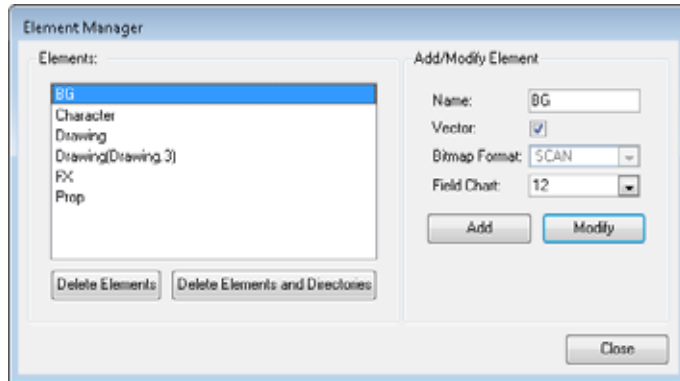 Element Manager
Elements:
BG
Character
Drawing
Drawing(Drawing.3)
FX
Prop
Delete Elements
Delete Elements and Directories
Add/Modify Element
Name: BG
Vector:
Bitmap Format: SCAN
Field Chart: 12
Add
Modify
Close